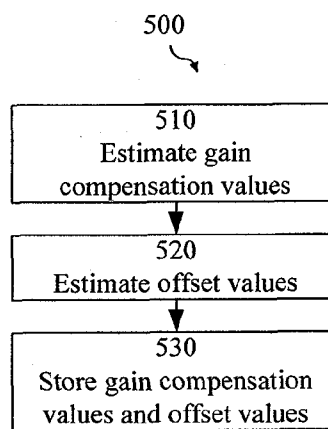 500
510
Estimate gain
compensation values
520
Estimate offset values
530
Store gain compensation
values and offset values